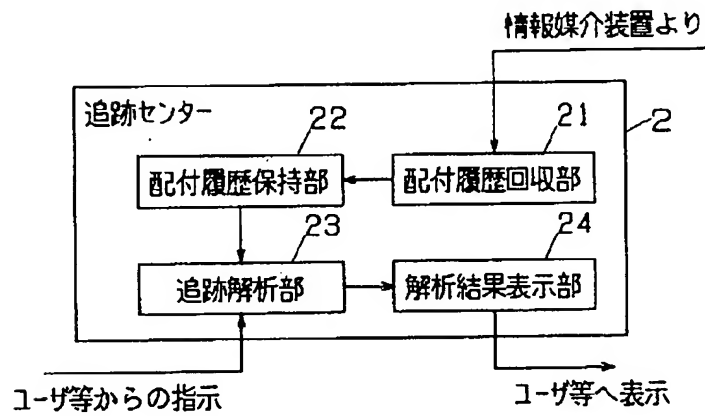 情報媒介装置より
追跡センター
2
22
21
配付履歴保持部
配付履歴回収部
23
24
追跡解析部
解析結果表示部
ユーザ等からの指示
ユーザ等へ表示